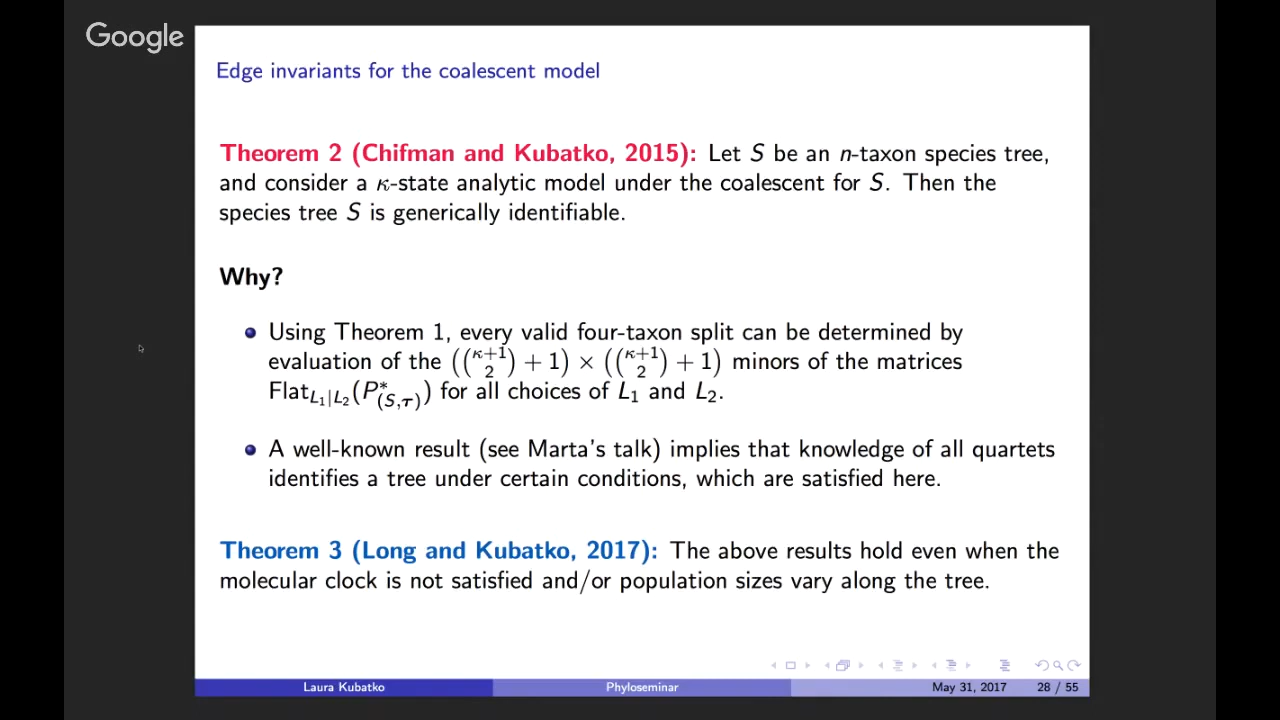 Google
Edge invariants for the coalescent model
Theorem 2 (Chifman and Kubatko, 2015): Let S be an n-taxon species tree,
and consider a κ-state analytic model under the coalescent for S. Then the
species tree S is generically identifiable.
Why?
Using Theorem 1, every valid four-taxon split can be determined by
evaluation of the ((κ+1 2) + 1) × ((κ+1 2) + 1) minors of the matrices
Flat_{L₁|L₂}(P*_{(S,τ)}) for all choices of L₁ and L₂.
A well-known result (see Marta's talk) implies that knowledge of all quartets
identifies a tree under certain conditions, which are satisfied here.
Theorem 3 (Long and Kubatko, 2017): The above results hold even when the
molecular clock is not satisfied and/or population sizes vary along the tree.
Laura Kubatko Phyloseminar May 31, 2017 28 / 55